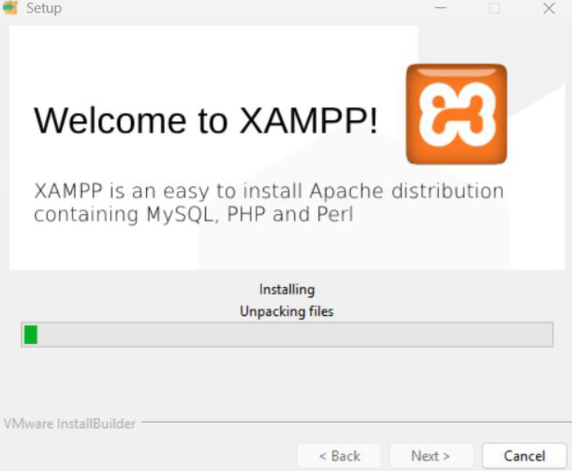 Setup
Welcome to XAMPP!
XAMPP is an easy to install Apache distribution
containing MySQL, PHP and Perl
Installing
Unpacking files
VMware InstallBuilder
< Back
Next >
Cancel